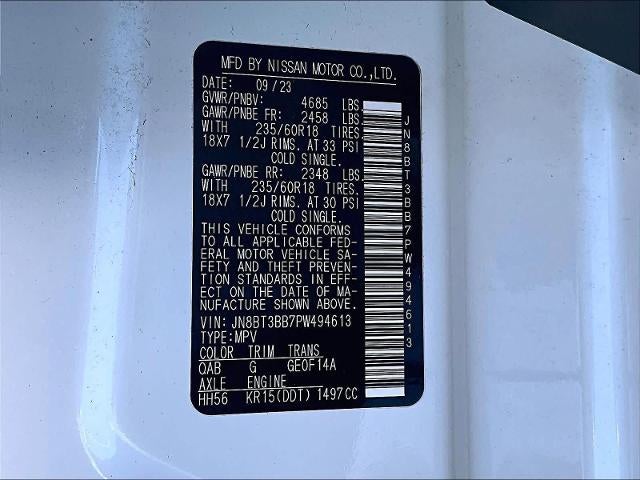 MFD BY NISSAN MOTOR CO.,LTD.
DATE: 09/23
GVWR/PNBV: 4685 LBS
GAWR/PNBE FR: 2458 LBS
WITH 235/60R18 TIRES
18X7 1/2J RIMS. AT 33 PSI
COLD SINGLE.
GAWR/PNBE RR: 2348 LBS.
WITH 235/60R18 TIRES.
18X7 1/2J RIMS. AT 30 PSI
COLD SINGLE.
THIS VEHICLE CONFORMS
TO ALL APPLICABLE FED-
ERAL MOTOR VEHICLE SA-
FETY AND THEFT PREVEN-
TION STANDARDS IN EFF-
ECT ON THE DATE OF MA-
NUFACTURE SHOWN ABOVE.
VIN: JN8BT3BB7PW494613
TYPE: MPV
COLOR TRIM TRANS
QAB G GE0F14A
AXLE ENGINE
HH56 KR15(DDT) 1497CC
JN8BT3BB7PW494613